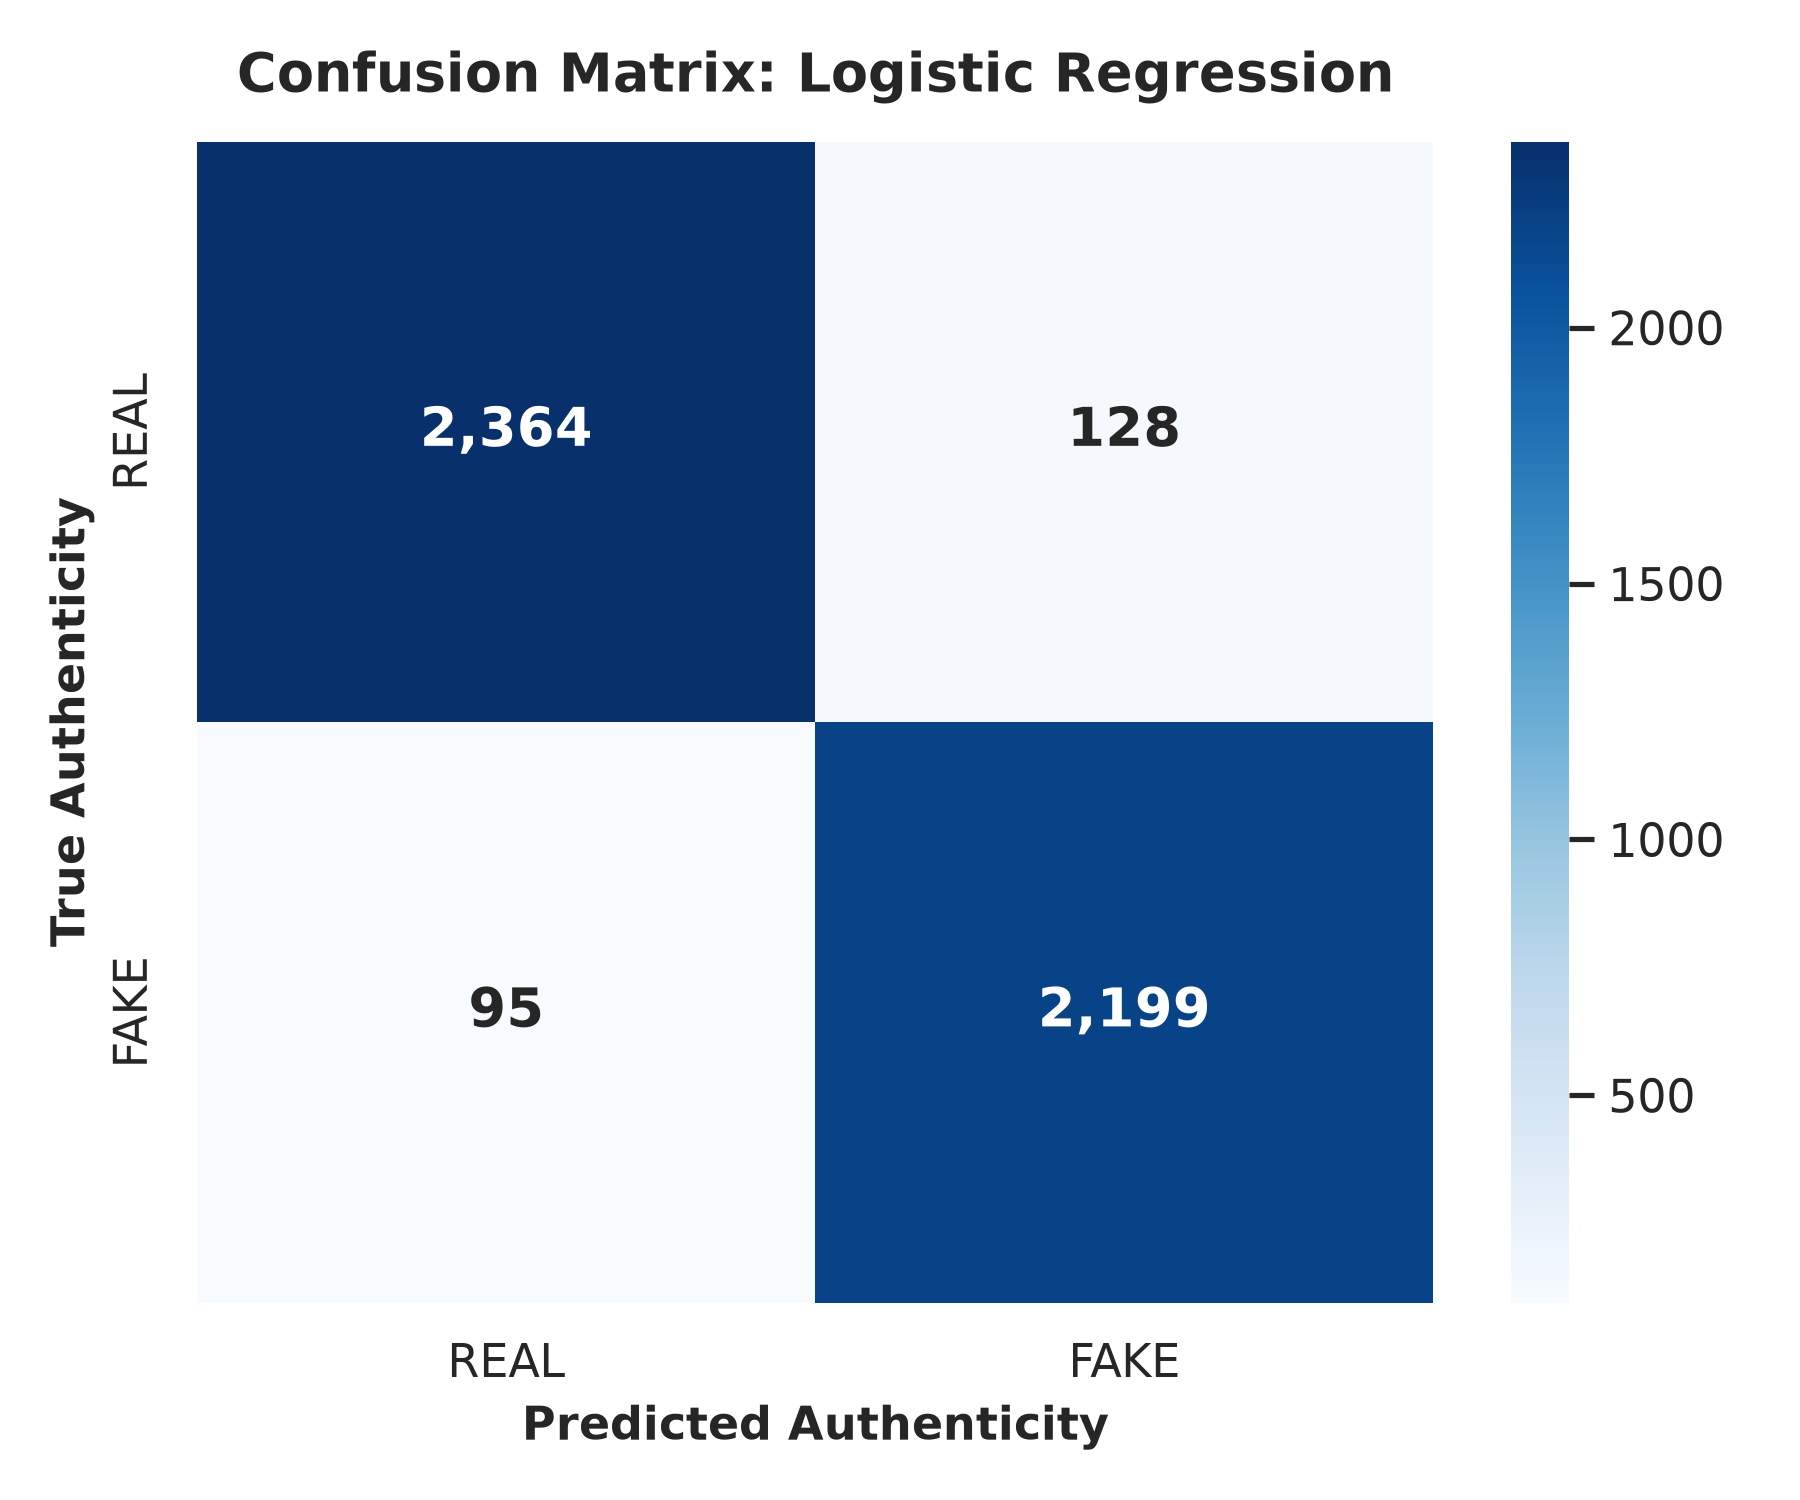 Confusion Matrix: Logistic Regression
True Authenticity
REAL
2,364
128
FAKE
95
2,199
REAL
FAKE
Predicted Authenticity
2000
1500
1000
500